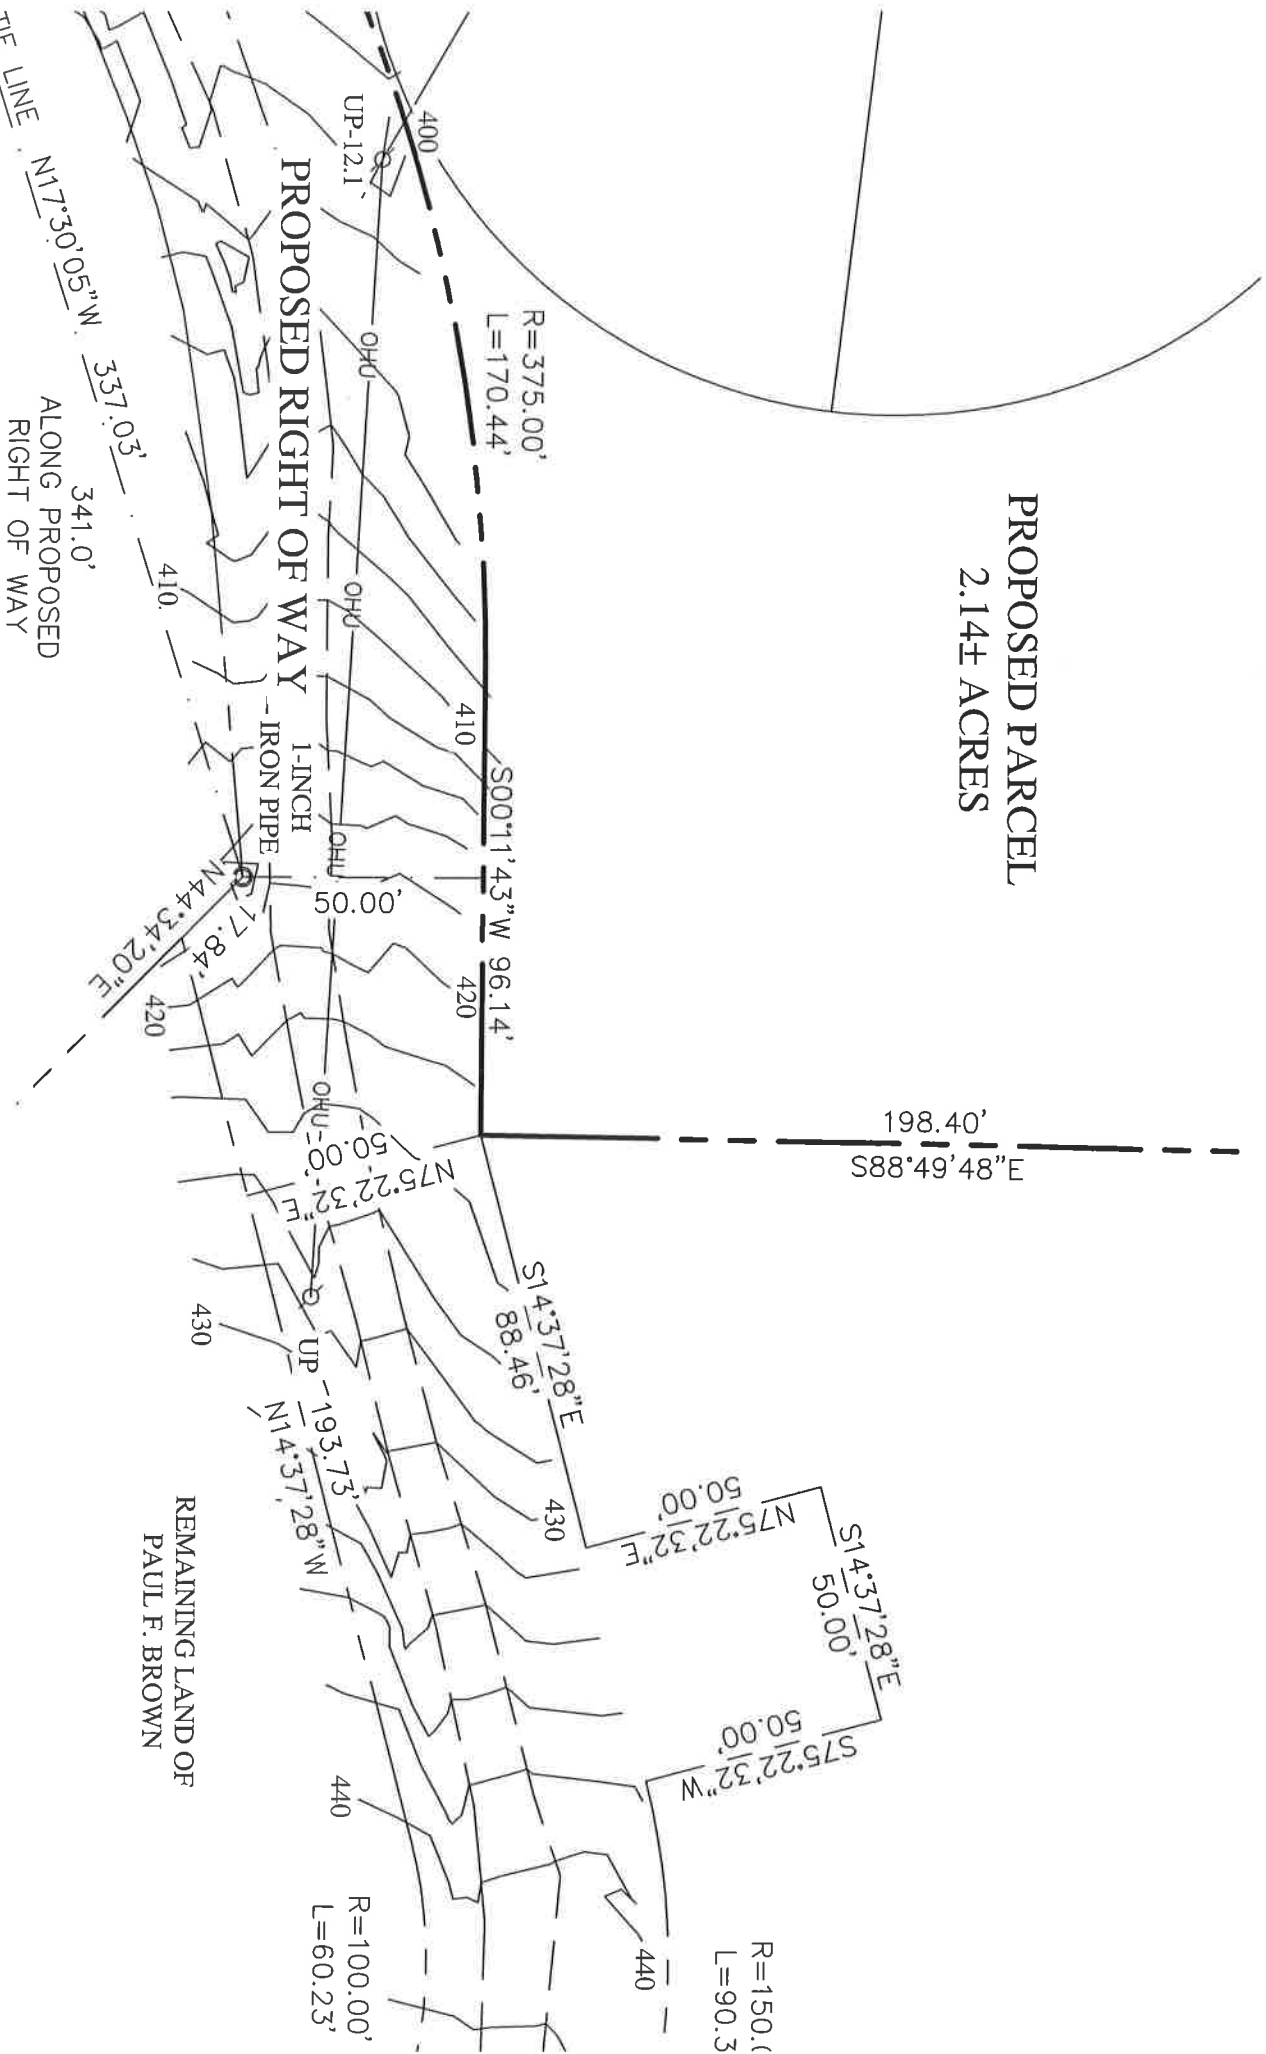 PROPOSED PARCEL
2.14± ACRES
198.40'
S88°49'48"E
R=375.00'
L=170.44'
S00°11'43"W 96.14'
400
UP-12.1
OHU
OHU
OHU
OHU
PROPOSED RIGHT OF WAY
410
420
1-INCH
IRON PIPE
50.00'
N75°22'32"E
50.00'
S14°37'28"E
88.46'
N75°22'32"E
50.00'
S14°37'28"E
50.00'
S75°22'32"W
50.00'
430
440
R=150.
L=90.3
UP
193.73'
N14°37'28"W
R=100.00'
L=60.23'
TIE LINE N17°30'05"W 337.03'
341.0'
ALONG PROPOSED
RIGHT OF WAY
410
17.84'
N44°34'20"E
420
430
440
REMAINING LAND OF
PAUL F. BROWN